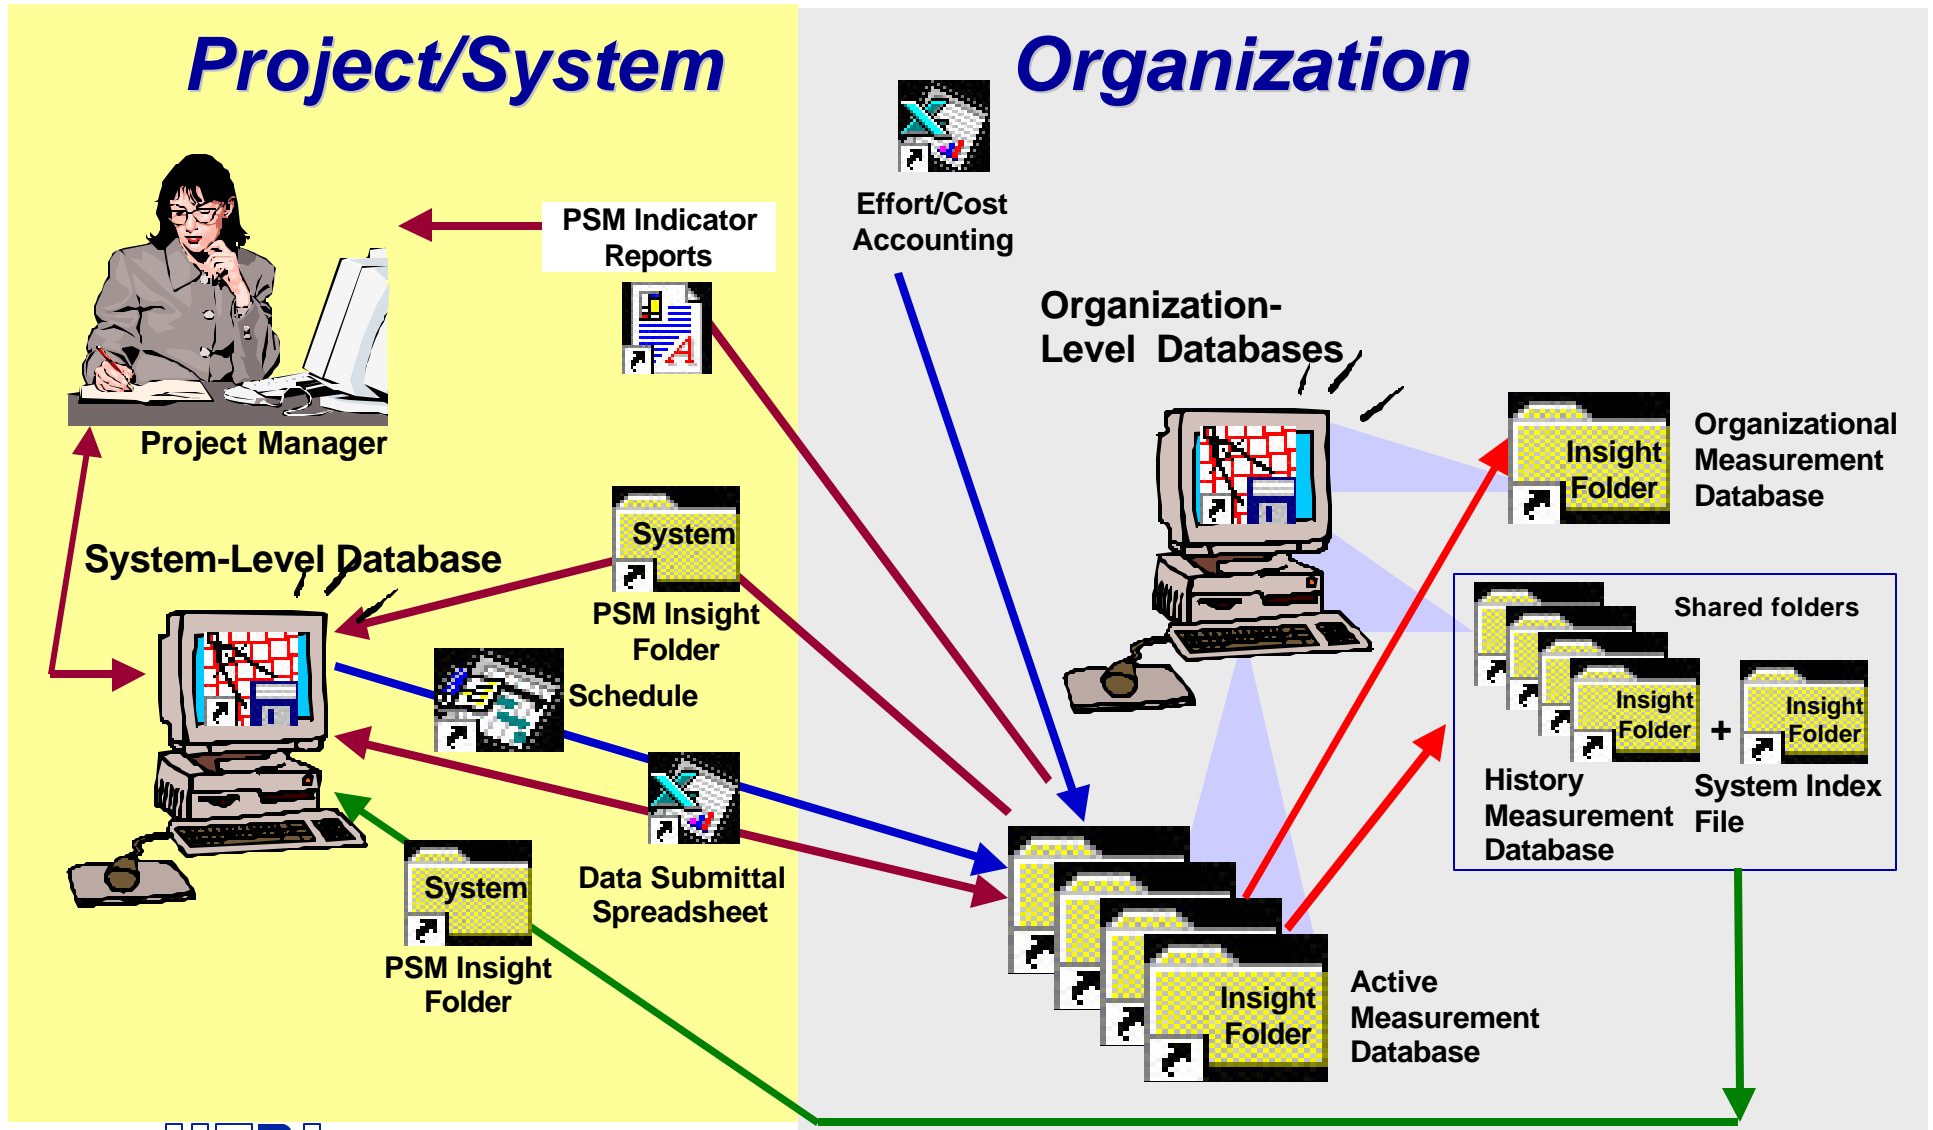 Project/System
Organization
Effort/Cost
Accounting
PSM Indicator
Reports
Project Manager
Organization-
Level Databases
Insight
Folder
Organizational
Measurement
Database
System-Level Database
System
PSM Insight
Folder
Schedule
Data Submittal
Spreadsheet
System
PSM Insight
Folder
Shared folders
Insight
Folder
+
Insight
Folder
History
Measurement
Database
System Index
File
Insight
Folder
Active
Measurement
Database